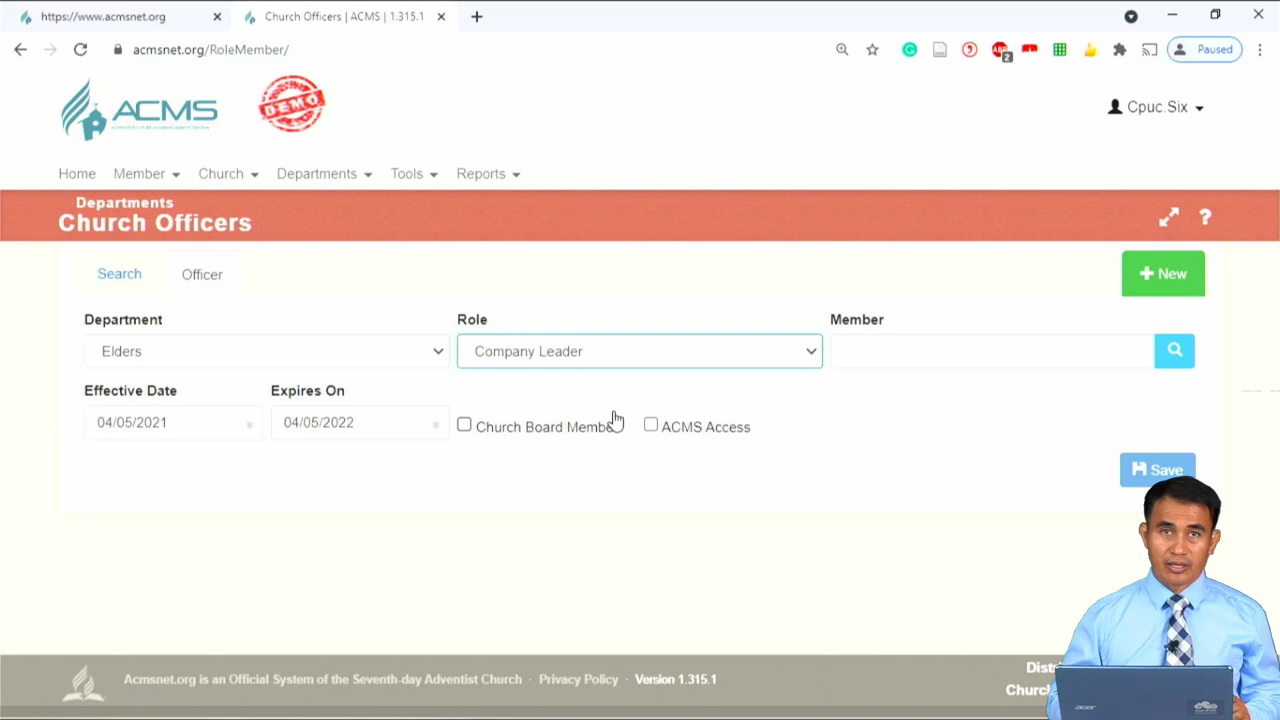 https://www.acmsnet.org
Church Officers | ACMS | 1.315.1
acmsnet.org/RoleMember/
2
Paused
ACMS
DEMO
Cpuc.Six
Home
Member
Church
Departments
Tools
Reports
Departments
Church Officers
Search
Officer
New
Department
Role
Member
Elders
Company Leader
Effective Date
Expires On
04/05/2021
04/05/2022
Church Board Memb
ACMS Access
Save
Acmsnet.org is an Official System of the Seventh-day Adventist Church · Privacy Policy · Version 1.315.1
Distr
Church
acer